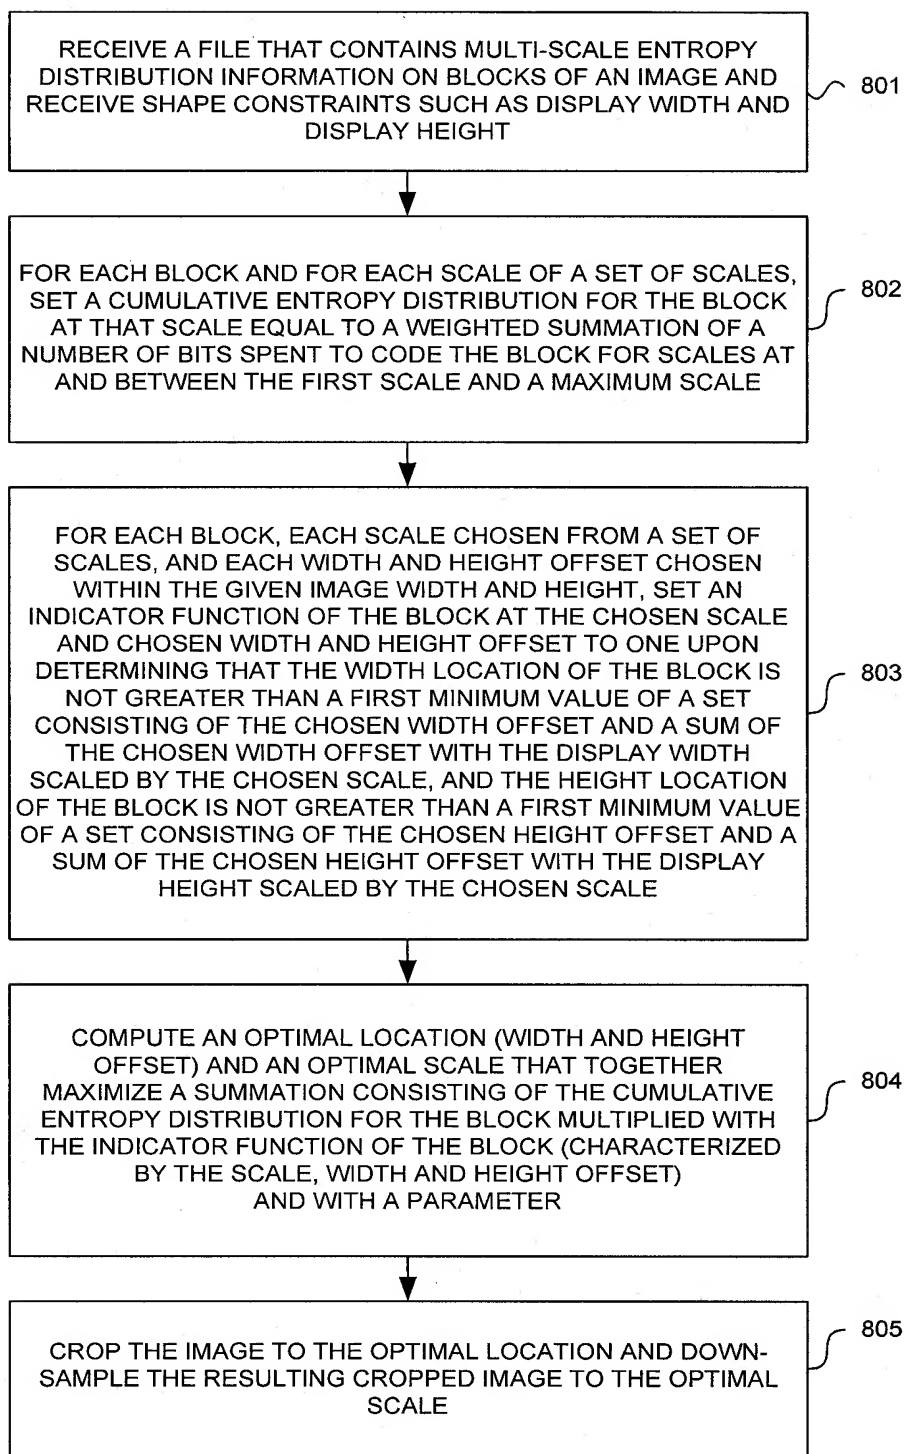 RECEIVE A FILE THAT CONTAINS MULTI-SCALE ENTROPY
DISTRIBUTION INFORMATION ON BLOCKS OF AN IMAGE AND
RECEIVE SHAPE CONSTRAINTS SUCH AS DISPLAY WIDTH AND
DISPLAY HEIGHT
801
FOR EACH BLOCK AND FOR EACH SCALE OF A SET OF SCALES,
SET A CUMULATIVE ENTROPY DISTRIBUTION FOR THE BLOCK
AT THAT SCALE EQUAL TO A WEIGHTED SUMMATION OF A
NUMBER OF BITS SPENT TO CODE THE BLOCK FOR SCALES AT
AND BETWEEN THE FIRST SCALE AND A MAXIMUM SCALE
802
FOR EACH BLOCK, EACH SCALE CHOSEN FROM A SET OF
SCALES, AND EACH WIDTH AND HEIGHT OFFSET CHOSEN
WITHIN THE GIVEN IMAGE WIDTH AND HEIGHT, SET AN
INDICATOR FUNCTION OF THE BLOCK AT THE CHOSEN SCALE
AND CHOSEN WIDTH AND HEIGHT OFFSET TO ONE UPON
DETERMINING THAT THE WIDTH LOCATION OF THE BLOCK IS
NOT GREATER THAN A FIRST MINIMUM VALUE OF A SET
CONSISTING OF THE CHOSEN WIDTH OFFSET AND A SUM OF
THE CHOSEN WIDTH OFFSET WITH THE DISPLAY WIDTH
SCALED BY THE CHOSEN SCALE, AND THE HEIGHT LOCATION
OF THE BLOCK IS NOT GREATER THAN A FIRST MINIMUM VALUE
OF A SET CONSISTING OF THE CHOSEN HEIGHT OFFSET AND A
SUM OF THE CHOSEN HEIGHT OFFSET WITH THE DISPLAY
HEIGHT SCALED BY THE CHOSEN SCALE
803
COMPUTE AN OPTIMAL LOCATION (WIDTH AND HEIGHT
OFFSET) AND AN OPTIMAL SCALE THAT TOGETHER
MAXIMIZE A SUMMATION CONSISTING OF THE CUMULATIVE
ENTROPY DISTRIBUTION FOR THE BLOCK MULTIPLIED WITH
THE INDICATOR FUNCTION OF THE BLOCK (CHARACTERIZED
BY THE SCALE, WIDTH AND HEIGHT OFFSET)
AND WITH A PARAMETER
804
CROP THE IMAGE TO THE OPTIMAL LOCATION AND DOWN-
SAMPLE THE RESULTING CROPPED IMAGE TO THE OPTIMAL
SCALE
805